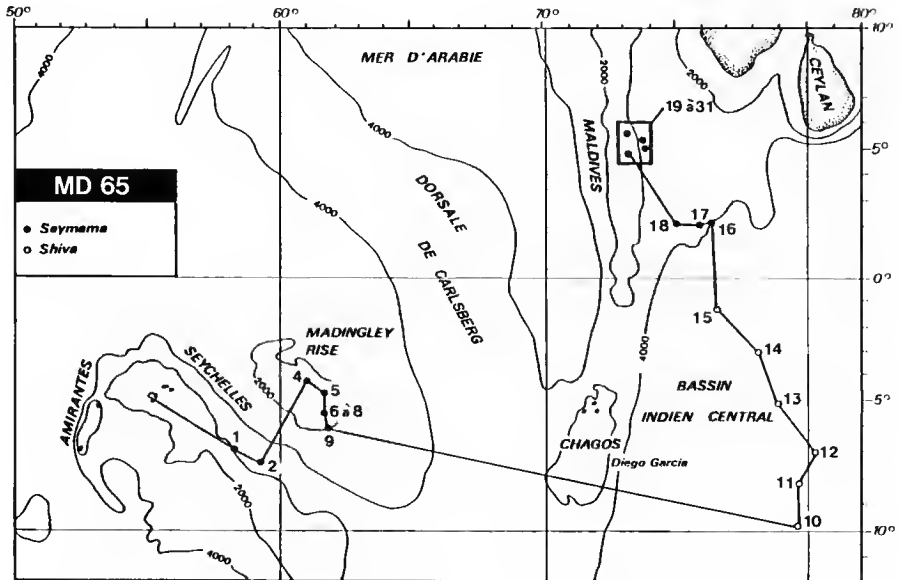 50° 60° 70° 80°
10°
5°
0°
5°
10°
MER D'ARABIE
CEYLAN
MALDIVES
19 à 31
DORSALE
DE CARLSBERG
MD 65
Seymama
Shiva
18 17 16
15
14
13
12
11
10
MADINGLEY
RISE
SEYCHELLES
AMIRANTES
4 5
6 à 8
9
1
2
BASSIN
INDIEN CENTRAL
CHAGOS
Diego Garcia
4000
4000
4000
4000
4000
4000
2000
2000
2000
2000